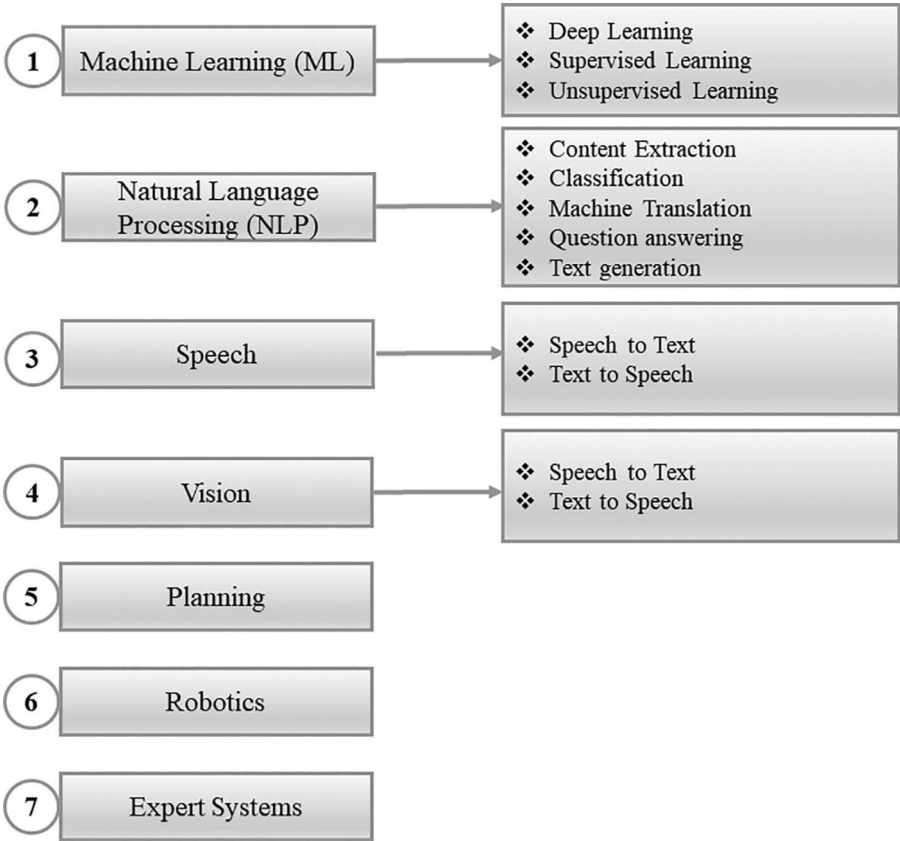 1
Machine Learning (ML)
❖ Deep Learning
❖ Supervised Learning
❖ Unsupervised Learning
2
Natural Language
Processing (NLP)
❖ Content Extraction
❖ Classification
❖ Machine Translation
❖ Question answering
❖ Text generation
3
Speech
❖ Speech to Text
❖ Text to Speech
4
Vision
❖ Speech to Text
❖ Text to Speech
5
Planning
6
Robotics
7
Expert Systems